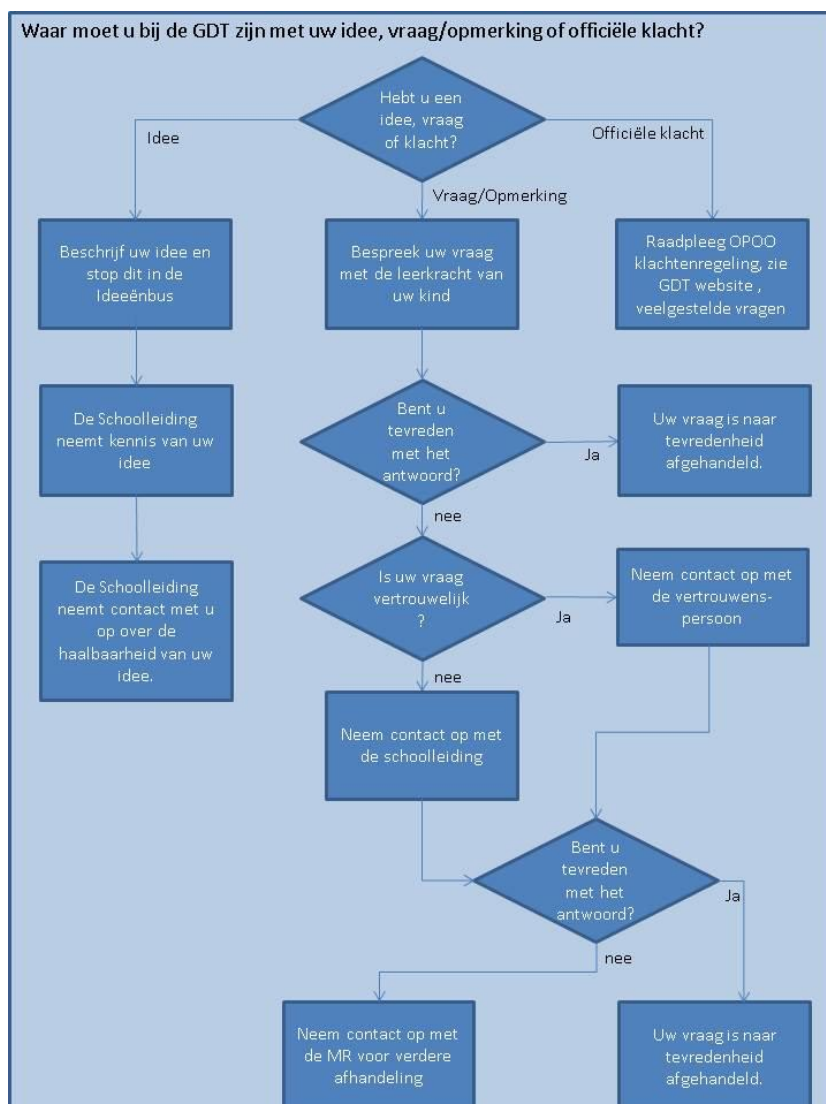 Waar moet u bij de GDT zijn met uw idee, vraag/opmerking of officiële klacht?
Hebt u een
idee, vraag
of klacht?
Idee
Officiële klacht
Vraag/Opmerking
Beschrijf uw idee en
stop dit in de
Ideeënbus
Bespreek uw vraag
met de leerkracht van
uw kind
Raadpleeg OPOO
klachtenregeling, zie
GDT website ,
veelgestelde vragen
De Schoolleiding
neemt kennis van uw
idee
Bent u
tevreden
met het
antwoord?
Ja
Uw vraag is naar
tevredenheid
afgehandeld.
nee
De Schoolleiding
neemt contact met u
op over de
haalbaarheid van uw
idee.
Is uw vraag
vertrouwelijk
?
Ja
Neem contact op met
de vertrouwens-
persoon
nee
Neem contact op met
de schoolleiding
Bent u
tevreden
met het
antwoord?
Ja
nee
Neem contact op met
de MR voor verdere
afhandeling
Uw vraag is naar
tevredenheid
afgehandeld.